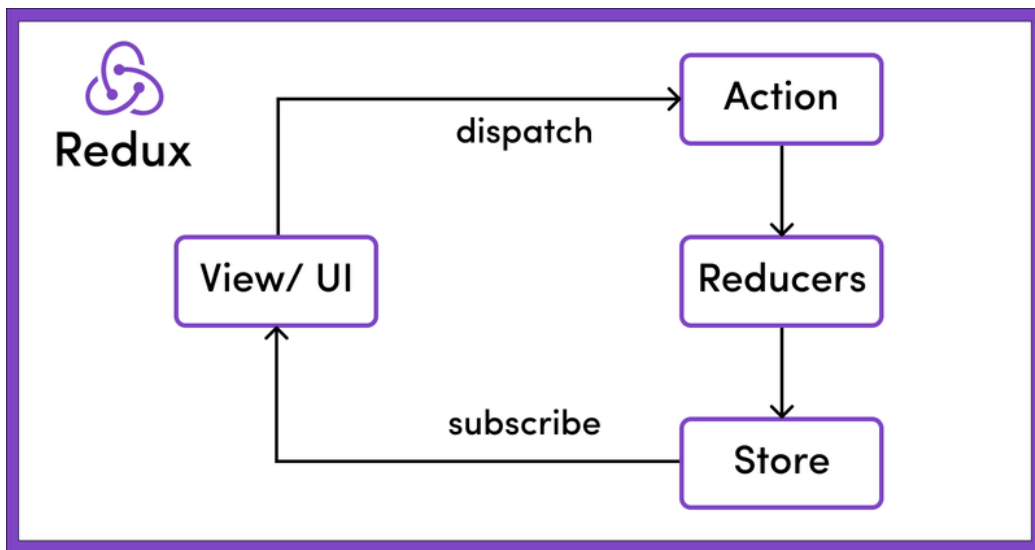 Redux
Action
dispatch
View/ UI
Reducers
subscribe
Store